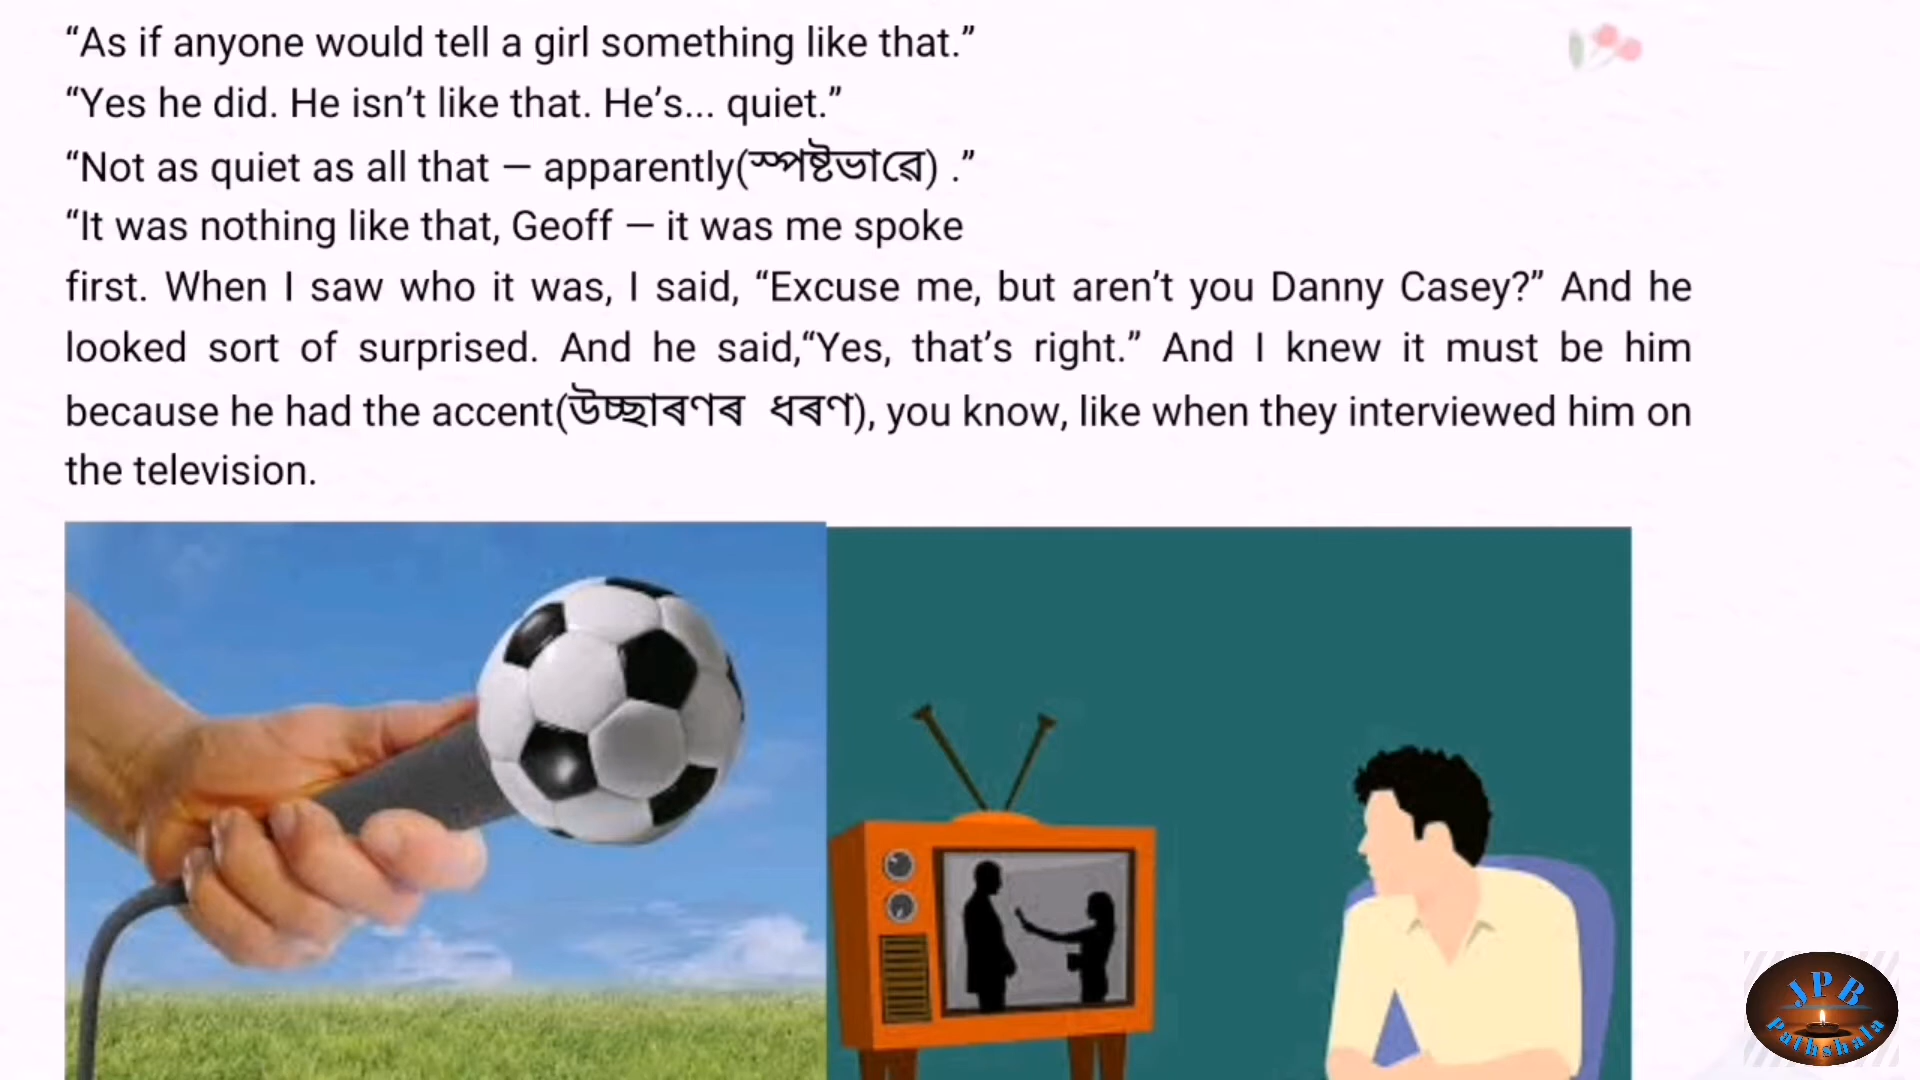 “As if anyone would tell a girl something like that.”
“Yes he did. He isn’t like that. He’s... quiet.”
“Not as quiet as all that — apparently(স্পষ্টভাৱে) .”
“It was nothing like that, Geoff — it was me spoke
first. When I saw who it was, I said, “Excuse me, but aren’t you Danny Casey?” And he
looked sort of surprised. And he said,“Yes, that’s right.” And I knew it must be him
because he had the accent(উচ্ছাৰণৰ ধৰণ), you know, like when they interviewed him on
the television.
JPB
Pathshala